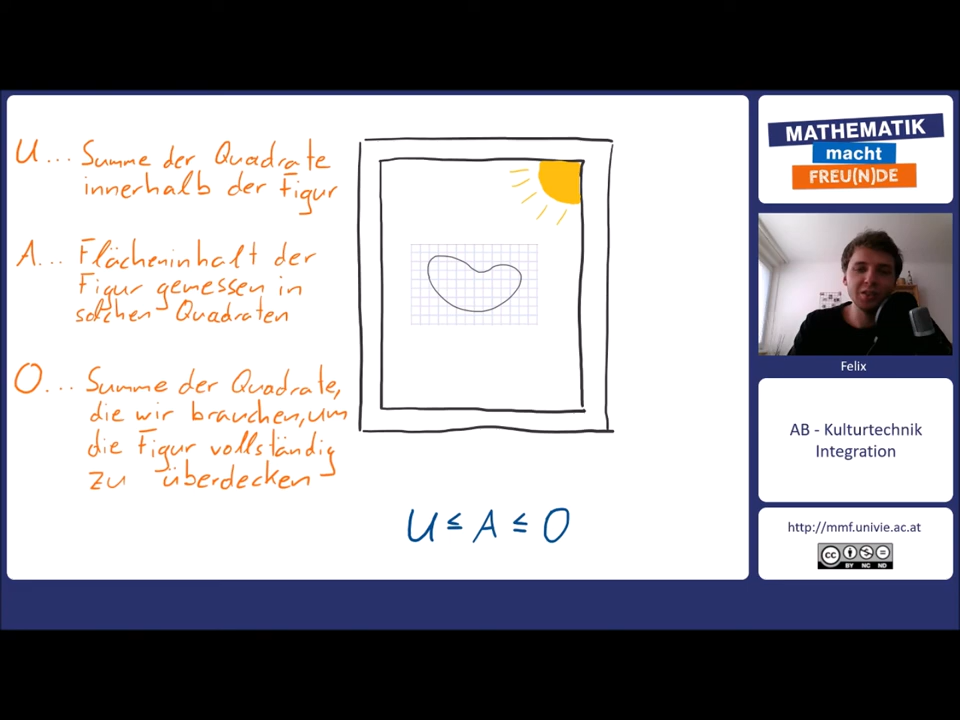 U... Summe der Quadrate
innerhalb der Figur
A... Flächeninhalt der
Figur gemessen in
solchen Quadraten
O... Summe der Quadrate,
die wir brauchen, um
die Figur vollständig
zu überdecken
U ≤ A ≤ O
MATHEMATIK
macht
FREU(N)DE
Felix
AB - Kulturtechnik
Integration
http://mmf.univie.ac.at
cc
BY NC ND